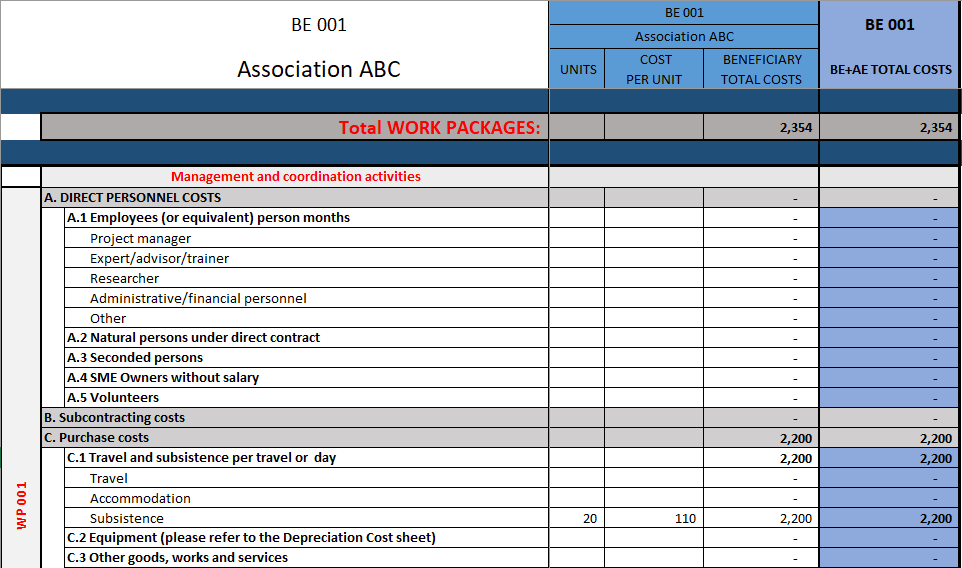 BE 001
Association ABC
BE 001
Association ABC
UNITS COST PER UNIT BENEFICIARY TOTAL COSTS
BE 001
BE+AE TOTAL COSTS
Total WORK PACKAGES: 2,354 2,354
Management and coordination activities
WP 001
A. DIRECT PERSONNEL COSTS - -
A.1 Employees (or equivalent) person months - -
Project manager - -
Expert/advisor/trainer - -
Researcher - -
Administrative/financial personnel - -
Other - -
A.2 Natural persons under direct contract - -
A.3 Seconded persons - -
A.4 SME Owners without salary - -
A.5 Volunteers - -
B. Subcontracting costs - -
C. Purchase costs 2,200 2,200
C.1 Travel and subsistence per travel or day 2,200 2,200
Travel - -
Accommodation - -
Subsistence 20 110 2,200 2,200
C.2 Equipment (please refer to the Depreciation Cost sheet) - -
C.3 Other goods, works and services - -